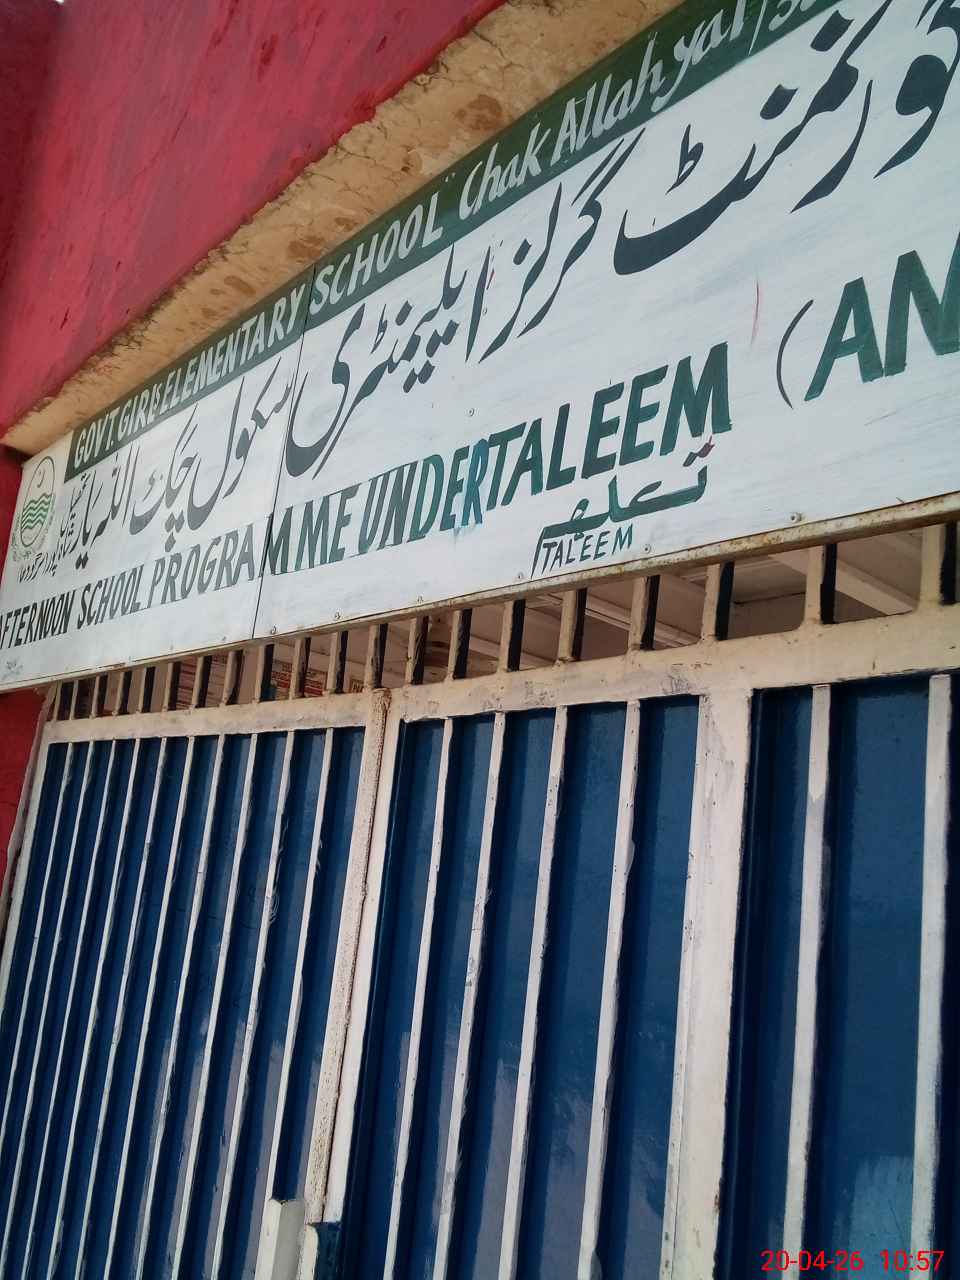 GOVT. GIRLS ELEMENTARY SCHOOL Chak Allah yar
گورنمنٹ گرلز ایلیمنٹری سکول چک اللہ یار
AFTERNOON SCHOOL PROGRAMME UNDER TALEEM (AN
تعلیم
TALEEM
20-04-26 10:57